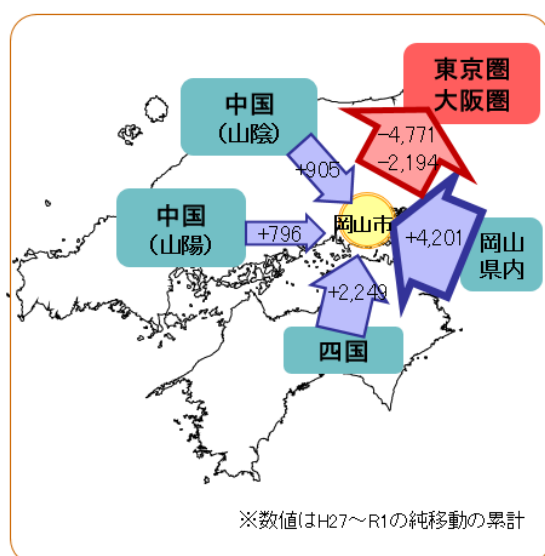 東京圏
大阪圏
-4,771
-2,194
中国
(山陰)
+905
中国
(山陽)
+796
岡山市
+4,201
岡山
県内
+2,249
四国
※数値はH27～R1の純移動の累計